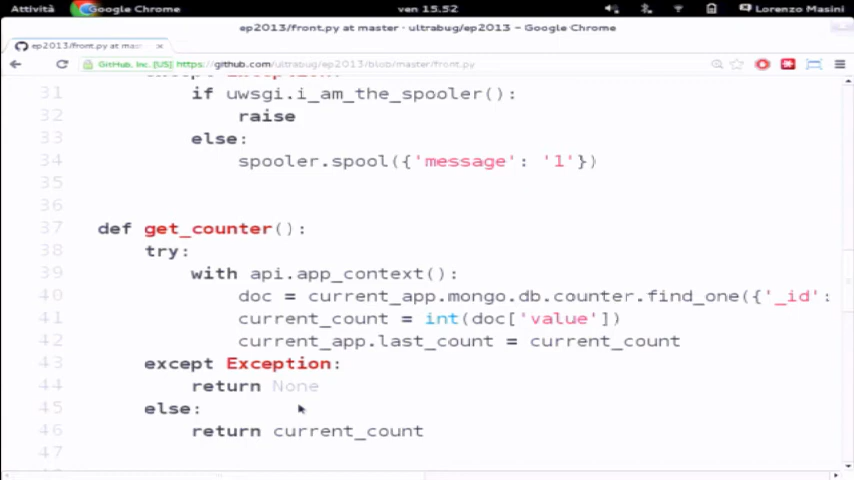 Attività Google Chrome ven 15.52 Lorenzo Masini
ep2013/front.py at master · ultrabug/ep2013 - Google Chrome
ep2013/front.py at mas
GitHub, Inc. [US] https://github.com/ultrabug/ep2013/blob/master/front.py
except Exception:
31 if uwsgi.i_am_the_spooler():
32 raise
33 else:
34 spooler.spool({'message': '1'})
35
36
37 def get_counter():
38 try:
39 with api.app_context():
40 doc = current_app.mongo.db.counter.find_one({'_id':
41 current_count = int(doc['value'])
42 current_app.last_count = current_count
43 except Exception:
44 return None
45 else:
46 return current_count
47